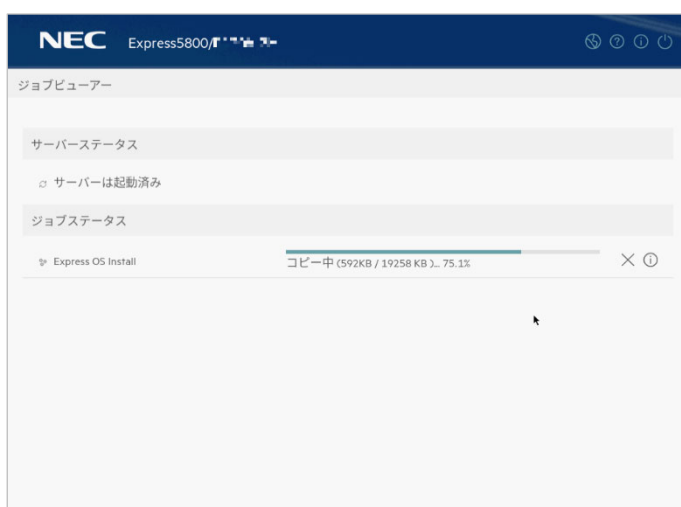 NEC Express5800/
ジョブビューアー
サーバーステータス
サーバーは起動済み
ジョブステータス
Express OS Install
コピー中 (592KB / 19258 KB )... 75.1%